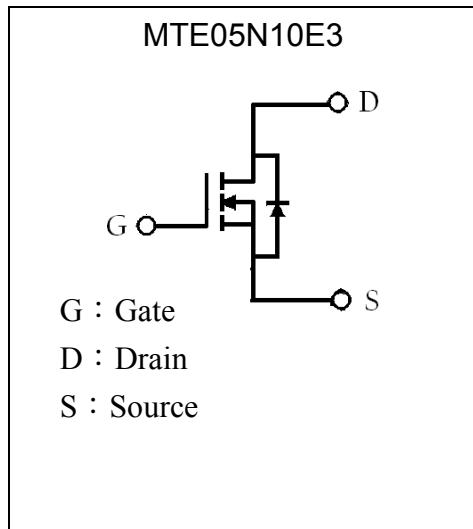 MTE05N10E3
D
G
S
G：Gate
D：Drain
S：Source